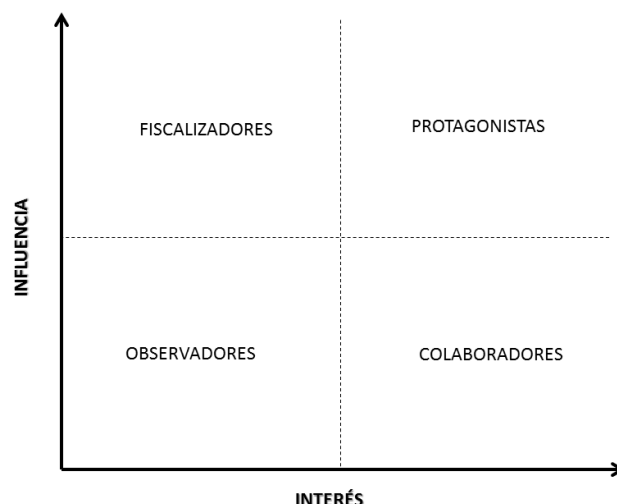 FISCALIZADORES
PROTAGONISTAS
INFLUENCIA
OBSERVADORES
COLABORADORES
INTERÉS